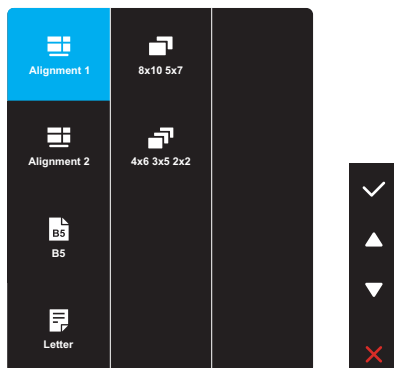 Alignment 1
8x10 5x7
Alignment 2
4x6 3x5 2x2
B5
B5
Letter